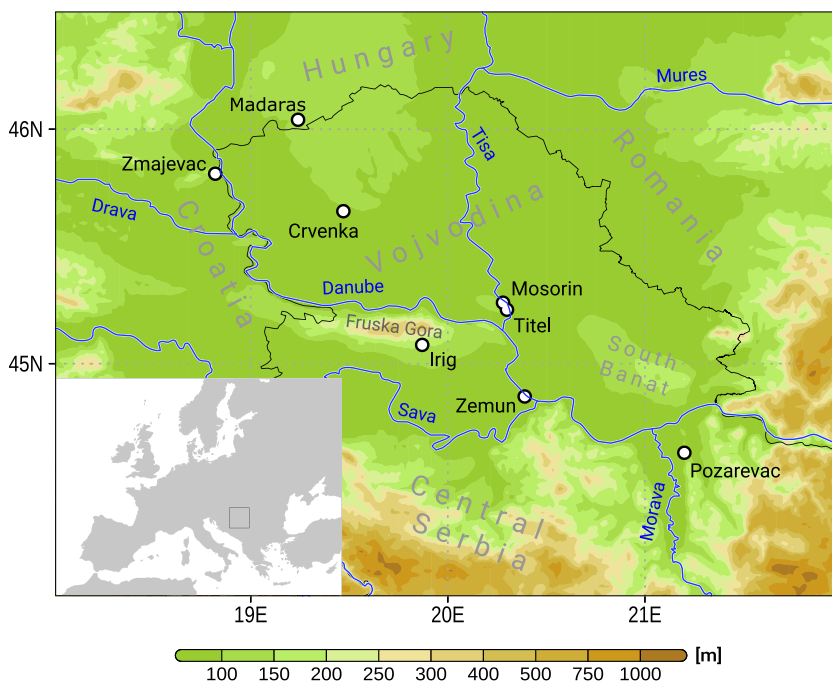 Hungary
Mures
Madaras
46N
Tisa
Romania
Zmajevac
Drava
Croatia
Crvenka
Vojvodina
Danube
Mosorin
Titel
Fruska Gora
Irig
South
Banat
45N
Sava
Zemun
Pozarevac
Morava
Central
Serbia
19E 20E 21E
[m]
100 150 200 250 300 400 500 750 1000